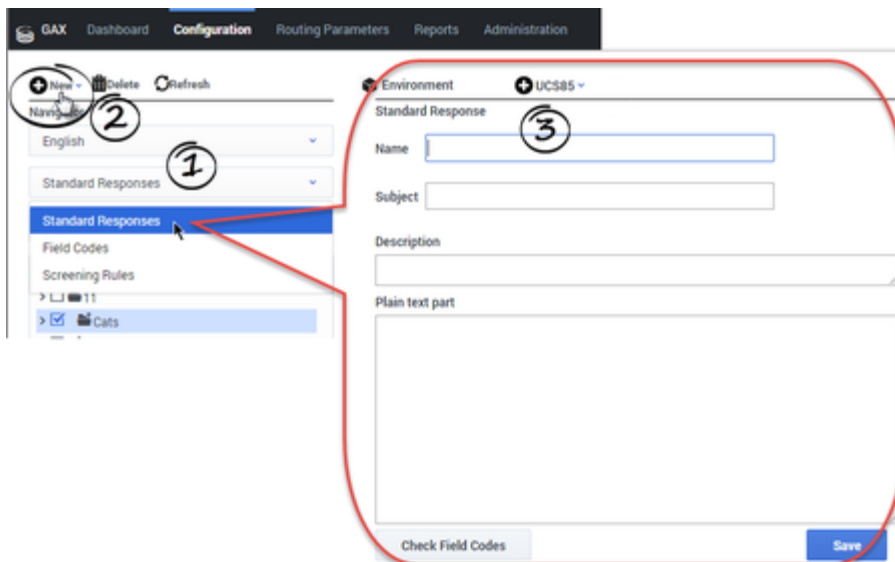 GAX Dashboard Configuration Routing Parameters Reports Administration
New Delete Refresh
Environment UCS85
Naviga
2
Standard Response
3
English
Name
1
Standard Responses
Subject
Standard Responses
Field Codes
Description
Screening Rules
11
Plain text part
Cats
Check Field Codes Save